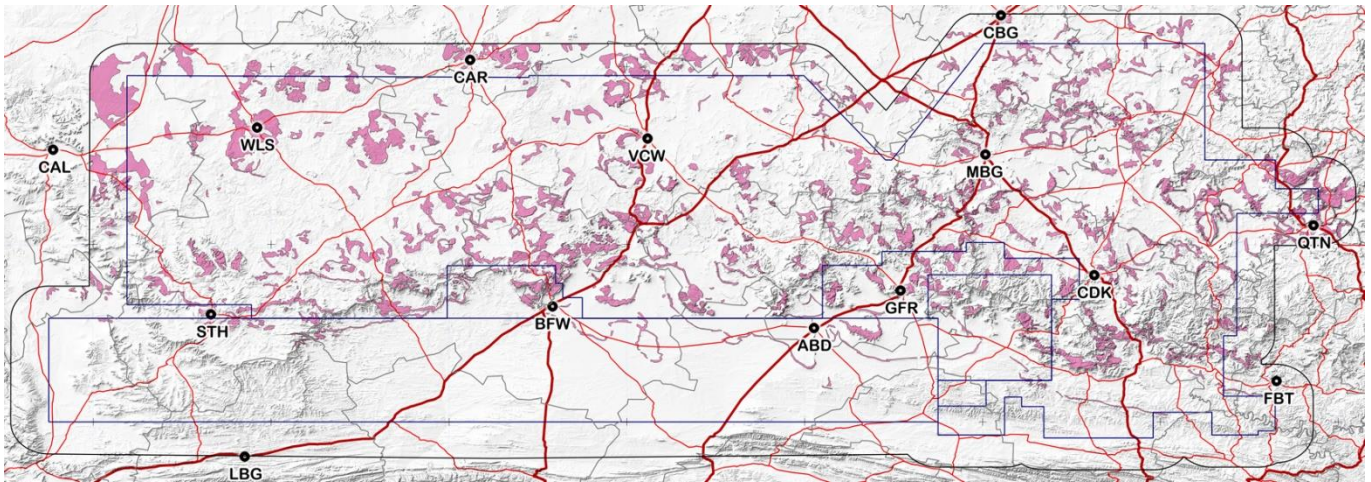 CBG
CAR
WLS
VCW
CAL
MBG
QTN
CDK
GFR
STH
BFW
ABD
FBT
LBG